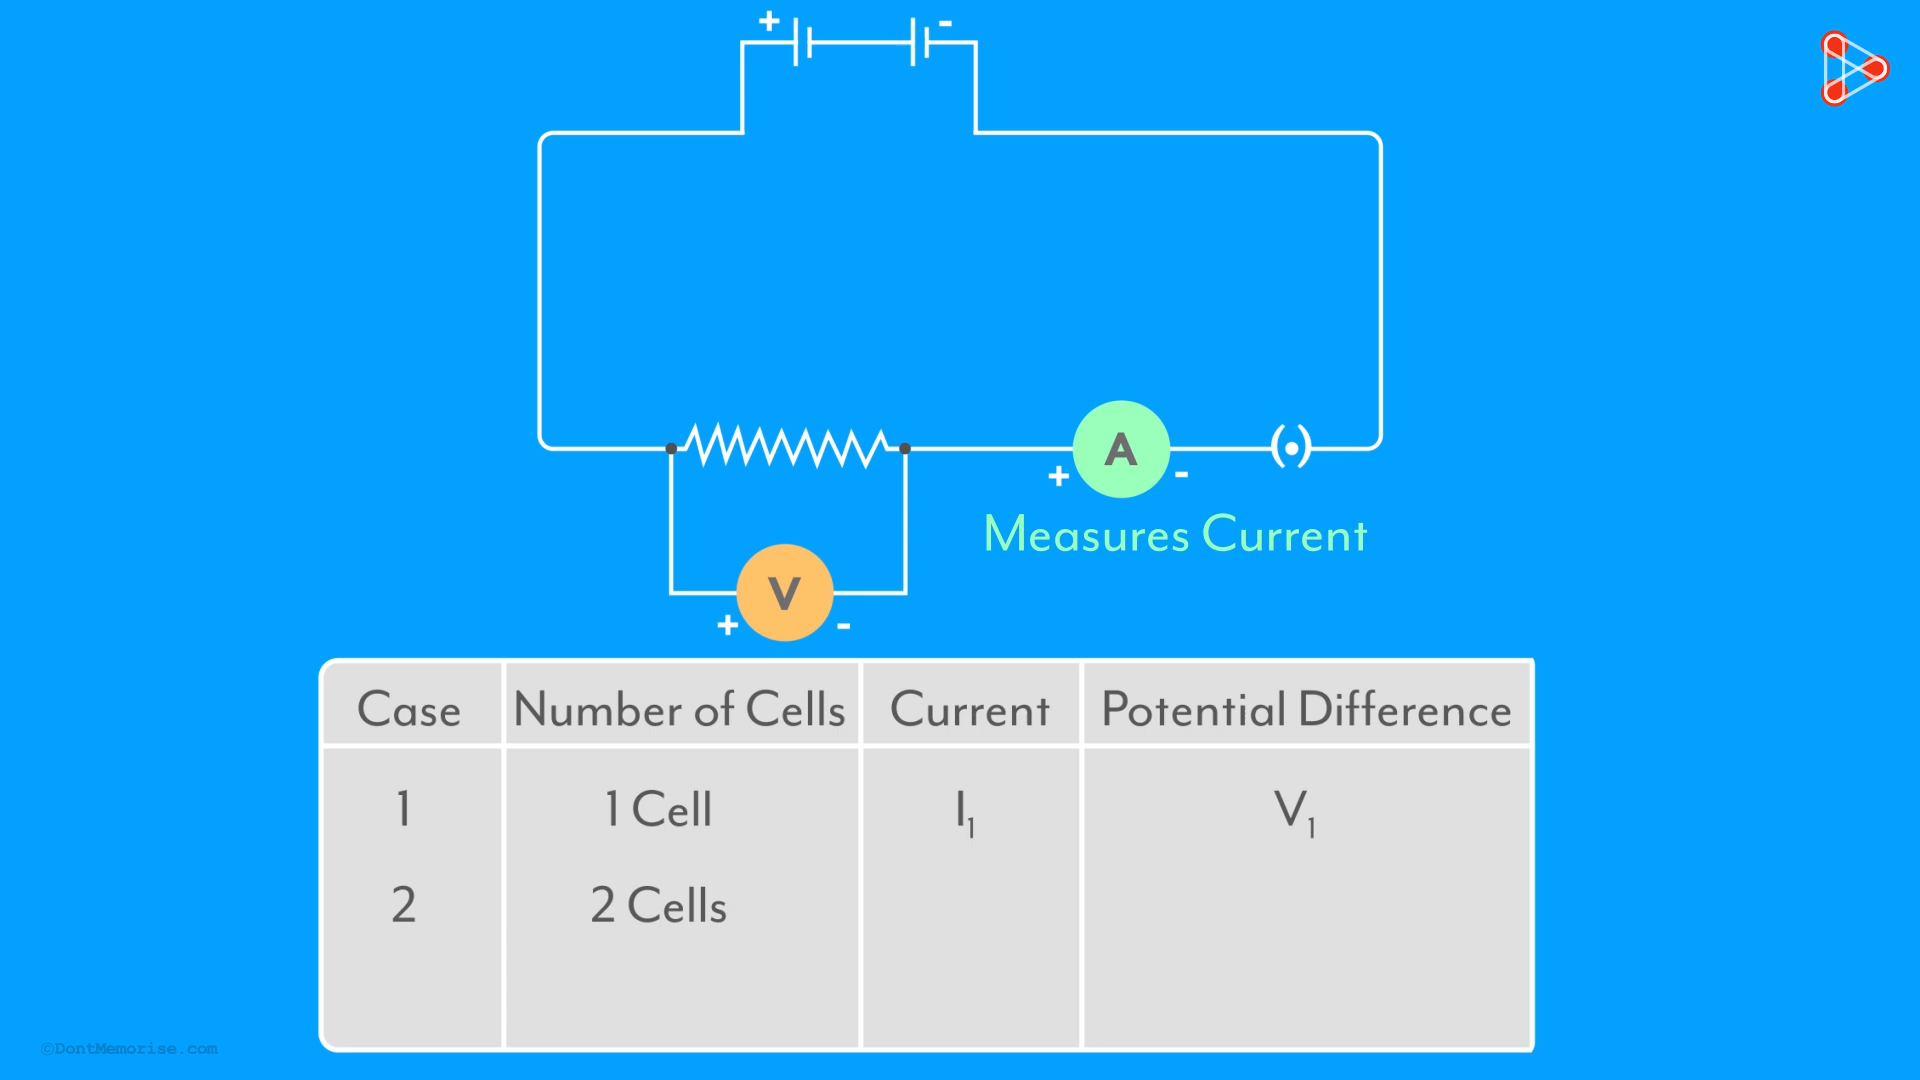 + -
A
+ -
Measures Current
V
+ -
Case Number of Cells Current Potential Difference
1 1 Cell I₁ V₁
2 2 Cells
©DontMemorise.com